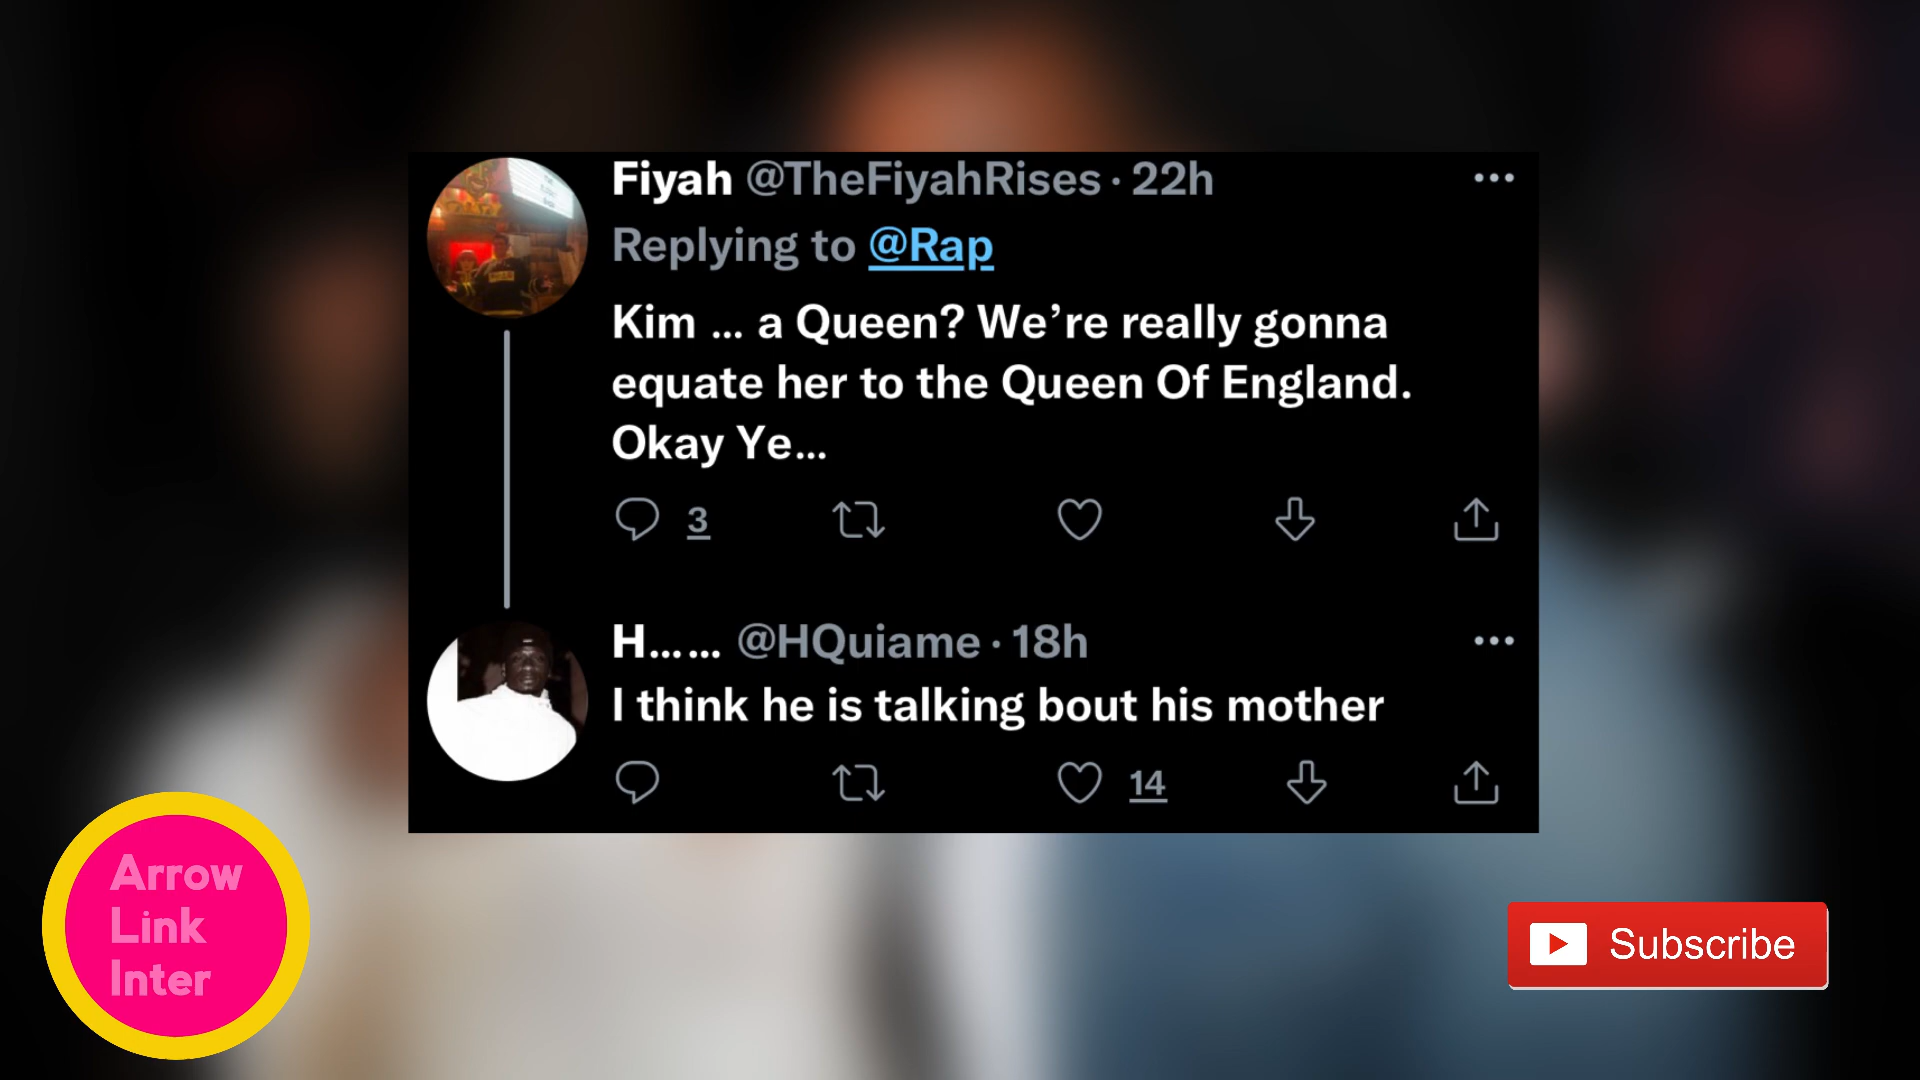 Fiyah @TheFiyahRises · 22h
Replying to @Rap
Kim ... a Queen? We’re really gonna
equate her to the Queen Of England.
Okay Ye...
3
H...... @HQuiame · 18h
I think he is talking bout his mother
14
Arrow
Link
Inter
Subscribe